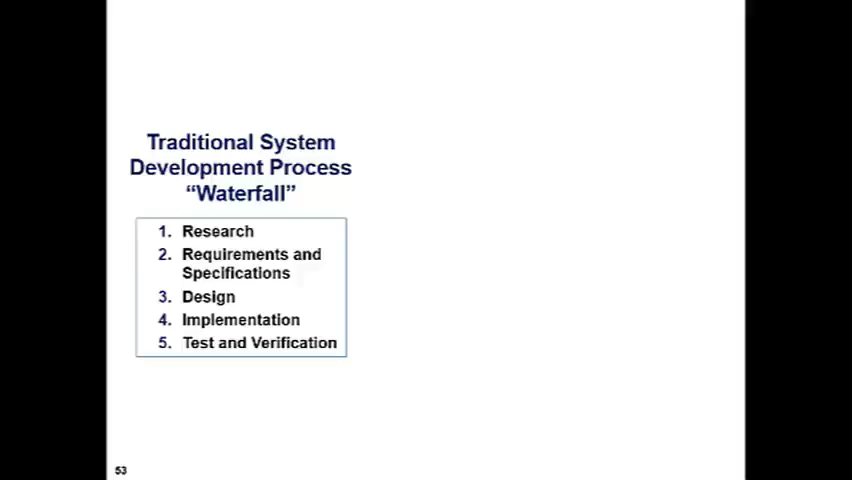 Traditional System
Development Process
“Waterfall”
1. Research
2. Requirements and
Specifications
3. Design
4. Implementation
5. Test and Verification
53